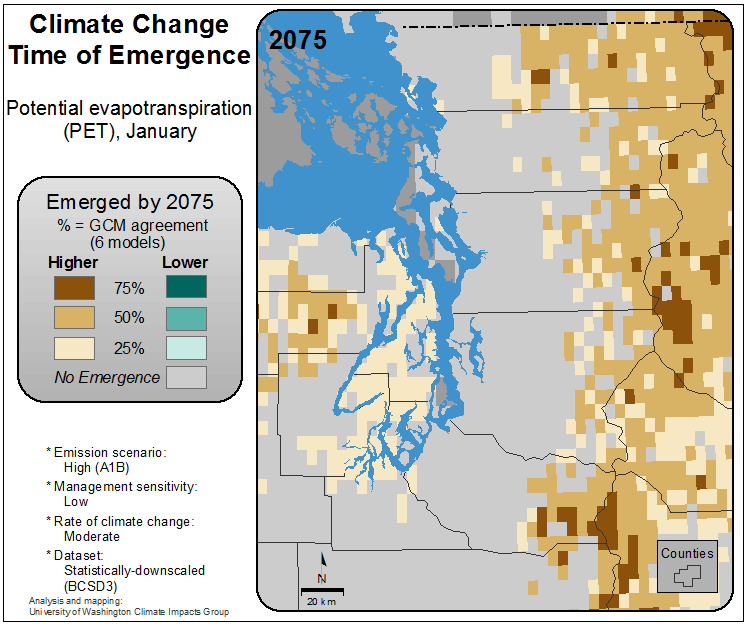 Climate Change
Time of Emergence
Potential evapotranspiration
(PET), January
Emerged by 2075
% = GCM agreement
(6 models)
Higher Lower
75%
50%
25%
No Emergence
* Emission scenario:
High (A1B)
* Management sensitivity:
Low
* Rate of climate change:
Moderate
* Dataset:
Statistically-downscaled
(BCSD3)
Analysis and mapping:
University of Washington Climate Impacts Group
2075
N
20 km
Counties